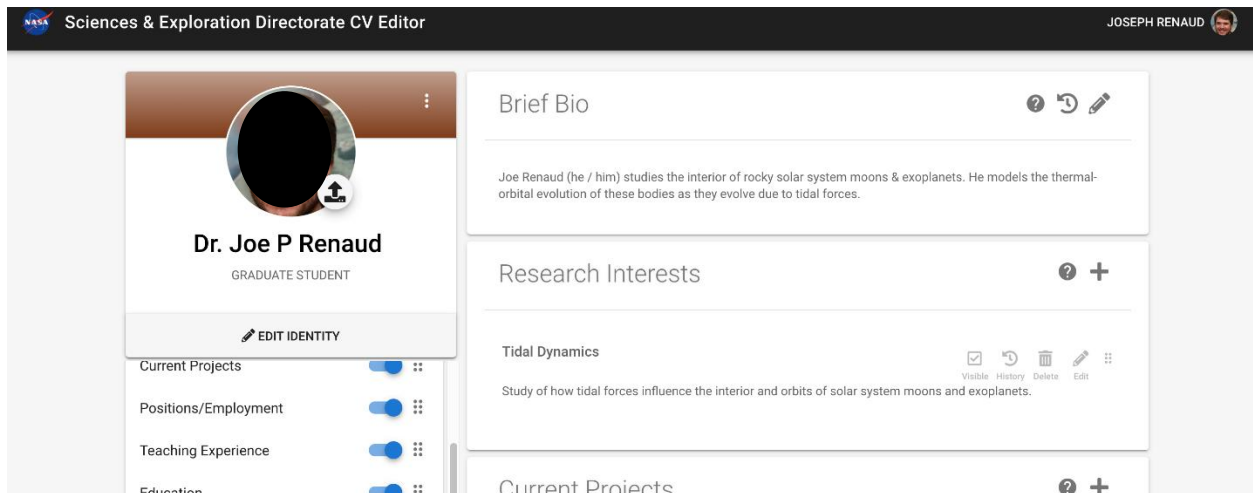 NASA
Sciences & Exploration Directorate CV Editor
JOSEPH RENAUD
Dr. Joe P Renaud
GRADUATE STUDENT
EDIT IDENTITY
Current Projects
Positions/Employment
Teaching Experience
Education
Brief Bio
Joe Renaud (he / him) studies the interior of rocky solar system moons & exoplanets. He models the thermal-
orbital evolution of these bodies as they evolve due to tidal forces.
Research Interests
Tidal Dynamics
Visible History Delete Edit
Study of how tidal forces influence the interior and orbits of solar system moons and exoplanets.
Current Projects